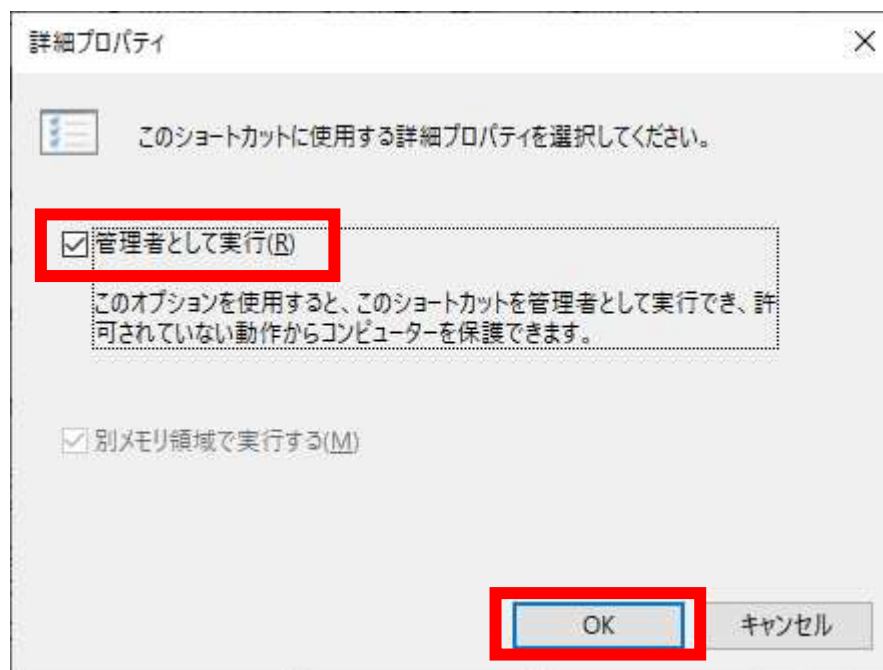 詳細プロパティ
このショートカットに使用する詳細プロパティを選択してください。
管理者として実行(R)
このオプションを使用すると、このショートカットを管理者として実行でき、許
可されていない動作からコンピューターを保護できます。
別メモリ領域で実行する(M)
OK キャンセル